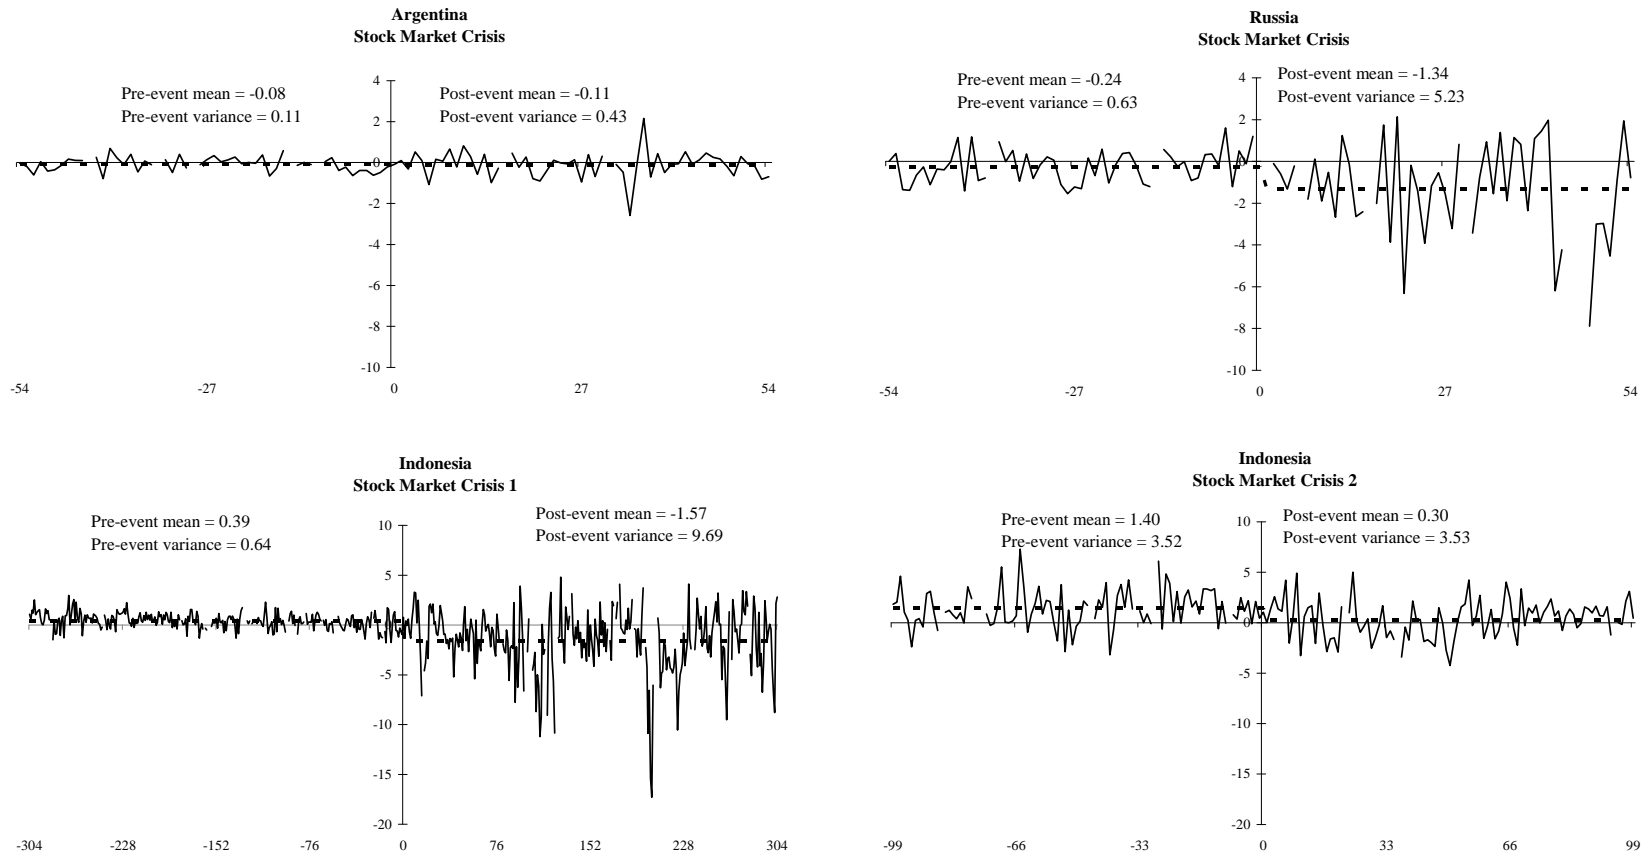 Argentina
Stock Market Crisis
Pre-event mean = -0.08
Pre-event variance = 0.11
Post-event mean = -0.11
Post-event variance = 0.43
4
2
0
-2
-4
-6
-8
-10
-54 -27 0 27 54
Russia
Stock Market Crisis
Pre-event mean = -0.24
Pre-event variance = 0.63
Post-event mean = -1.34
Post-event variance = 5.23
4
2
0
-2
-4
-6
-8
-10
-54 -27 0 27 54
Indonesia
Stock Market Crisis 1
Pre-event mean = 0.39
Pre-event variance = 0.64
Post-event mean = -1.57
Post-event variance = 9.69
10
5
0
-5
-10
-15
-20
-304 -228 -152 -76 0 76 152 228 304
Indonesia
Stock Market Crisis 2
Pre-event mean = 1.40
Pre-event variance = 3.52
Post-event mean = 0.30
Post-event variance = 3.53
10
5
0
-5
-10
-15
-20
-99 -66 -33 0 33 66 99